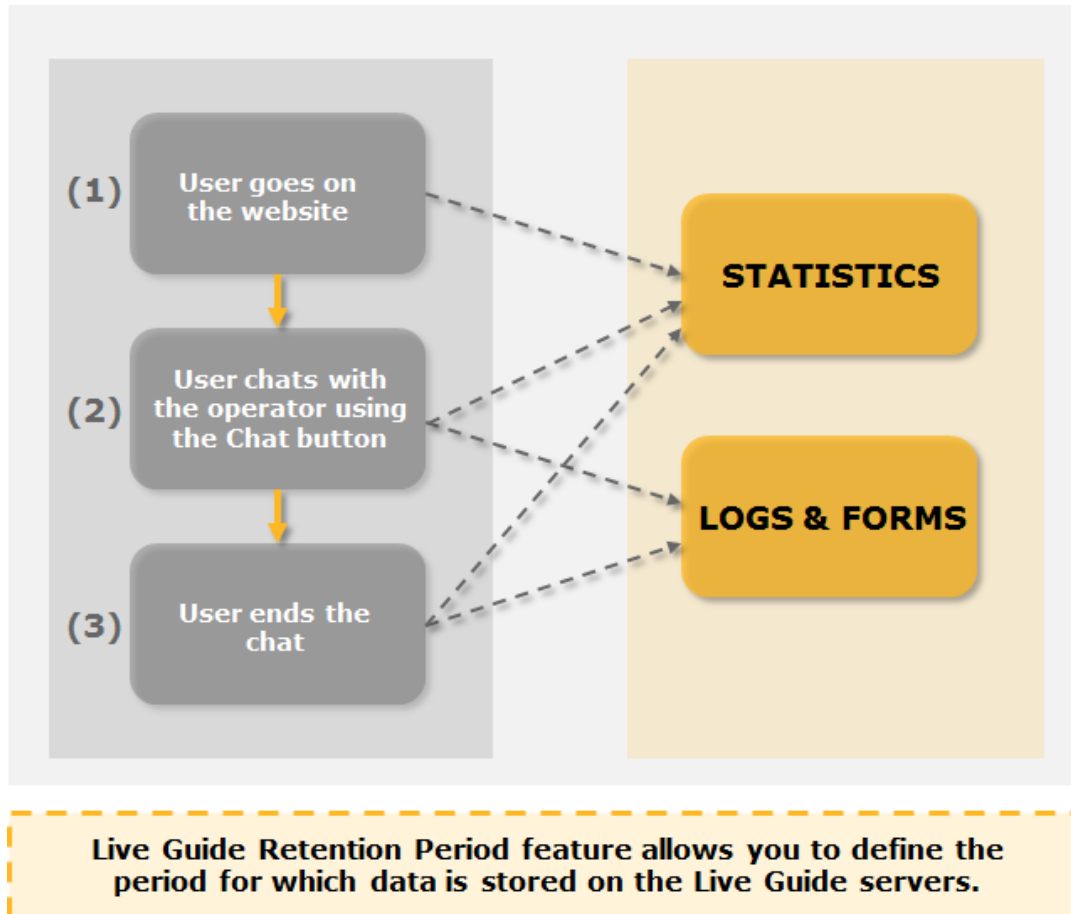 (1)
User goes on
the website
(2)
User chats with
the operator using
the Chat button
(3)
User ends the
chat
STATISTICS
LOGS & FORMS
Live Guide Retention Period feature allows you to define the
period for which data is stored on the Live Guide servers.